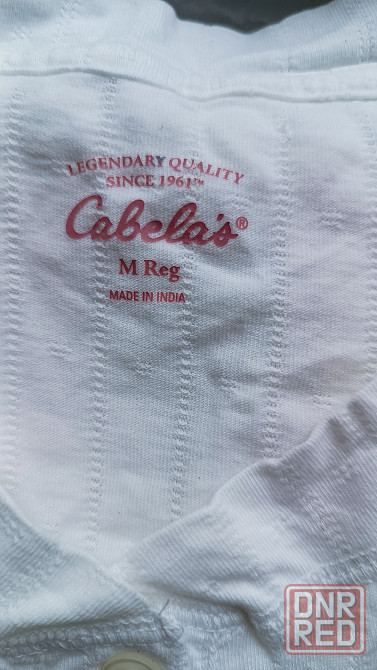 LEGENDARY QUALITY
SINCE 1961™
Cabela's®
M Reg
MADE IN INDIA
DNR
RED